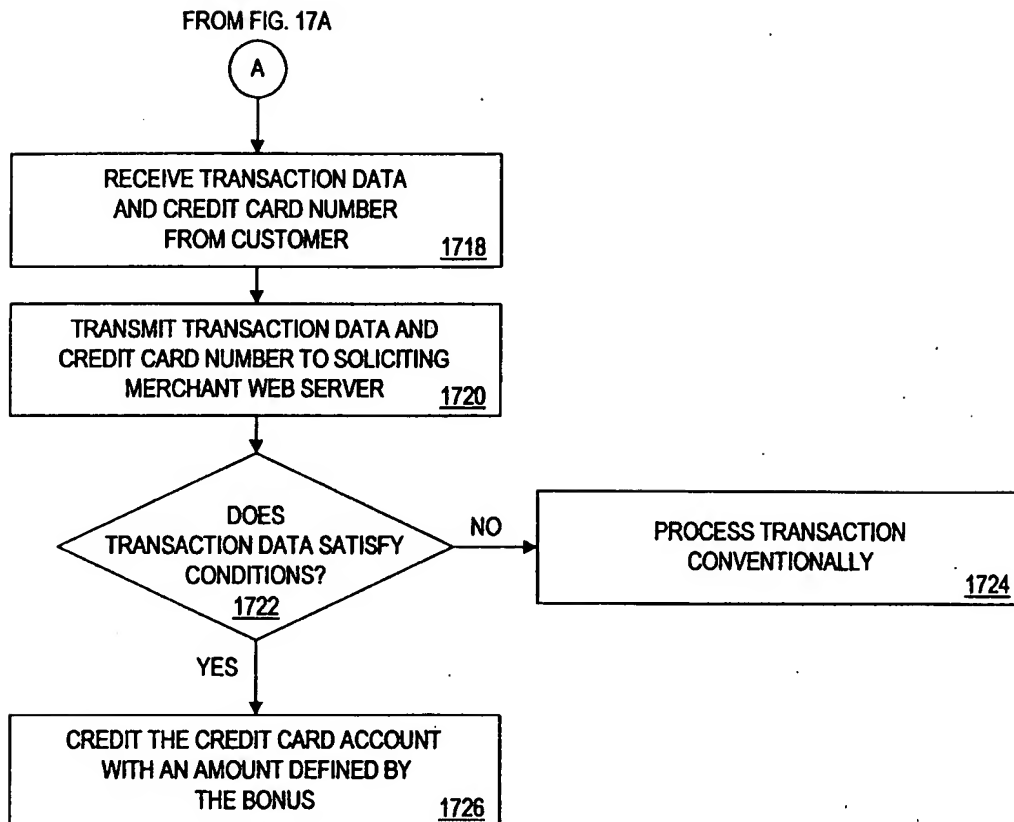 FROM FIG. 17A
A
RECEIVE TRANSACTION DATA
AND CREDIT CARD NUMBER
FROM CUSTOMER
1718
TRANSMIT TRANSACTION DATA AND
CREDIT CARD NUMBER TO SOLICITING
MERCHANT WEB SERVER
1720
DOES
TRANSACTION DATA SATISFY
CONDITIONS?
1722
NO
PROCESS TRANSACTION
CONVENTIONALLY
1724
YES
CREDIT THE CREDIT CARD ACCOUNT
WITH AN AMOUNT DEFINED BY
THE BONUS
1726